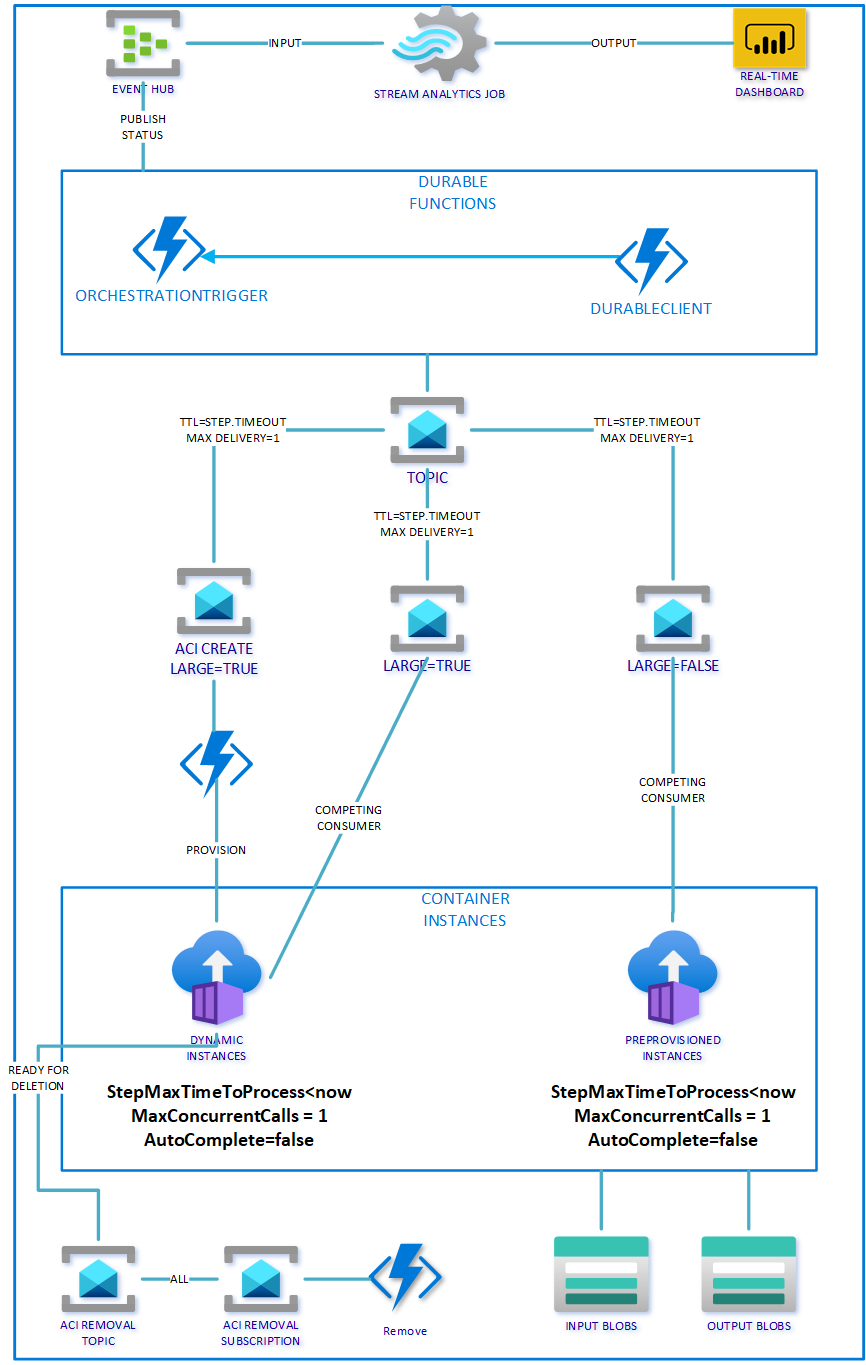 INPUT
OUTPUT
EVENT HUB
STREAM ANALYTICS JOB
REAL-TIME
DASHBOARD
PUBLISH
STATUS
DURABLE
FUNCTIONS
ORCHESTRATIONTRIGGER
DURABLECLIENT
TTL=STEP.TIMEOUT
MAX DELIVERY=1
TTL=STEP.TIMEOUT
MAX DELIVERY=1
TOPIC
TTL=STEP.TIMEOUT
MAX DELIVERY=1
ACI CREATE
LARGE=TRUE
LARGE=TRUE
LARGE=FALSE
COMPETING
CONSUMER
COMPETING
CONSUMER
PROVISION
CONTAINER
INSTANCES
DYNAMIC
INSTANCES
PREPROVISIONED
INSTANCES
READY FOR
DELETION
StepMaxTimeToProcess<now
MaxConcurrentCalls = 1
AutoComplete=false
StepMaxTimeToProcess<now
MaxConcurrentCalls = 1
AutoComplete=false
ALL
ACI REMOVAL
TOPIC
ACI REMOVAL
SUBSCRIPTION
Remove
INPUT BLOBS
OUTPUT BLOBS